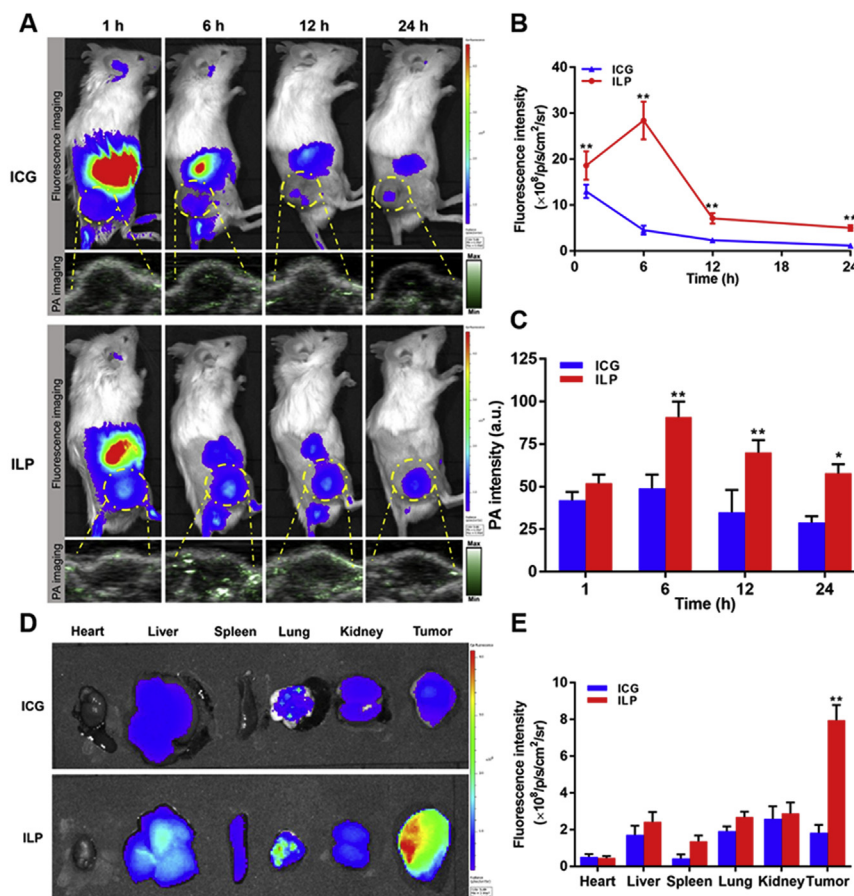 A
1 h 6 h 12 h 24 h
ICG
Fluorescence imaging
PA imaging
Max
Min
ILP
Fluorescence imaging
PA imaging
Max
Min
B
ICG
ILP
Fluorescence intensity
(×10⁸/p/s/cm²/sr)
40
30
20
10
0
** ** ** **
0 6 12 18 24
Time (h)
C
ICG
ILP
PA intensity (a.u.)
125
100
75
50
25
0
** ** *
1 6 12 24
Time (h)
D
Heart Liver Spleen Lung Kidney Tumor
ICG
ILP
E
ICG
ILP
Fluorescence intensity
(×10⁸/p/s/cm²/sr)
10
8
6
4
2
0
**
Heart Liver Spleen Lung Kidney Tumor